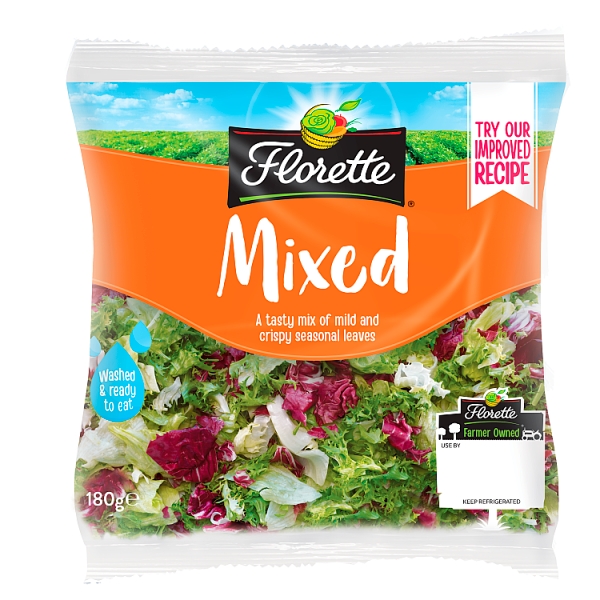 TRY OUR
IMPROVED
RECIPE
Florette
®
Mixed
A tasty mix of mild and
crispy seasonal leaves
Washed
& ready
to eat
Florette
Farmer Owned
USE BY
KEEP REFRIGERATED
180g℮